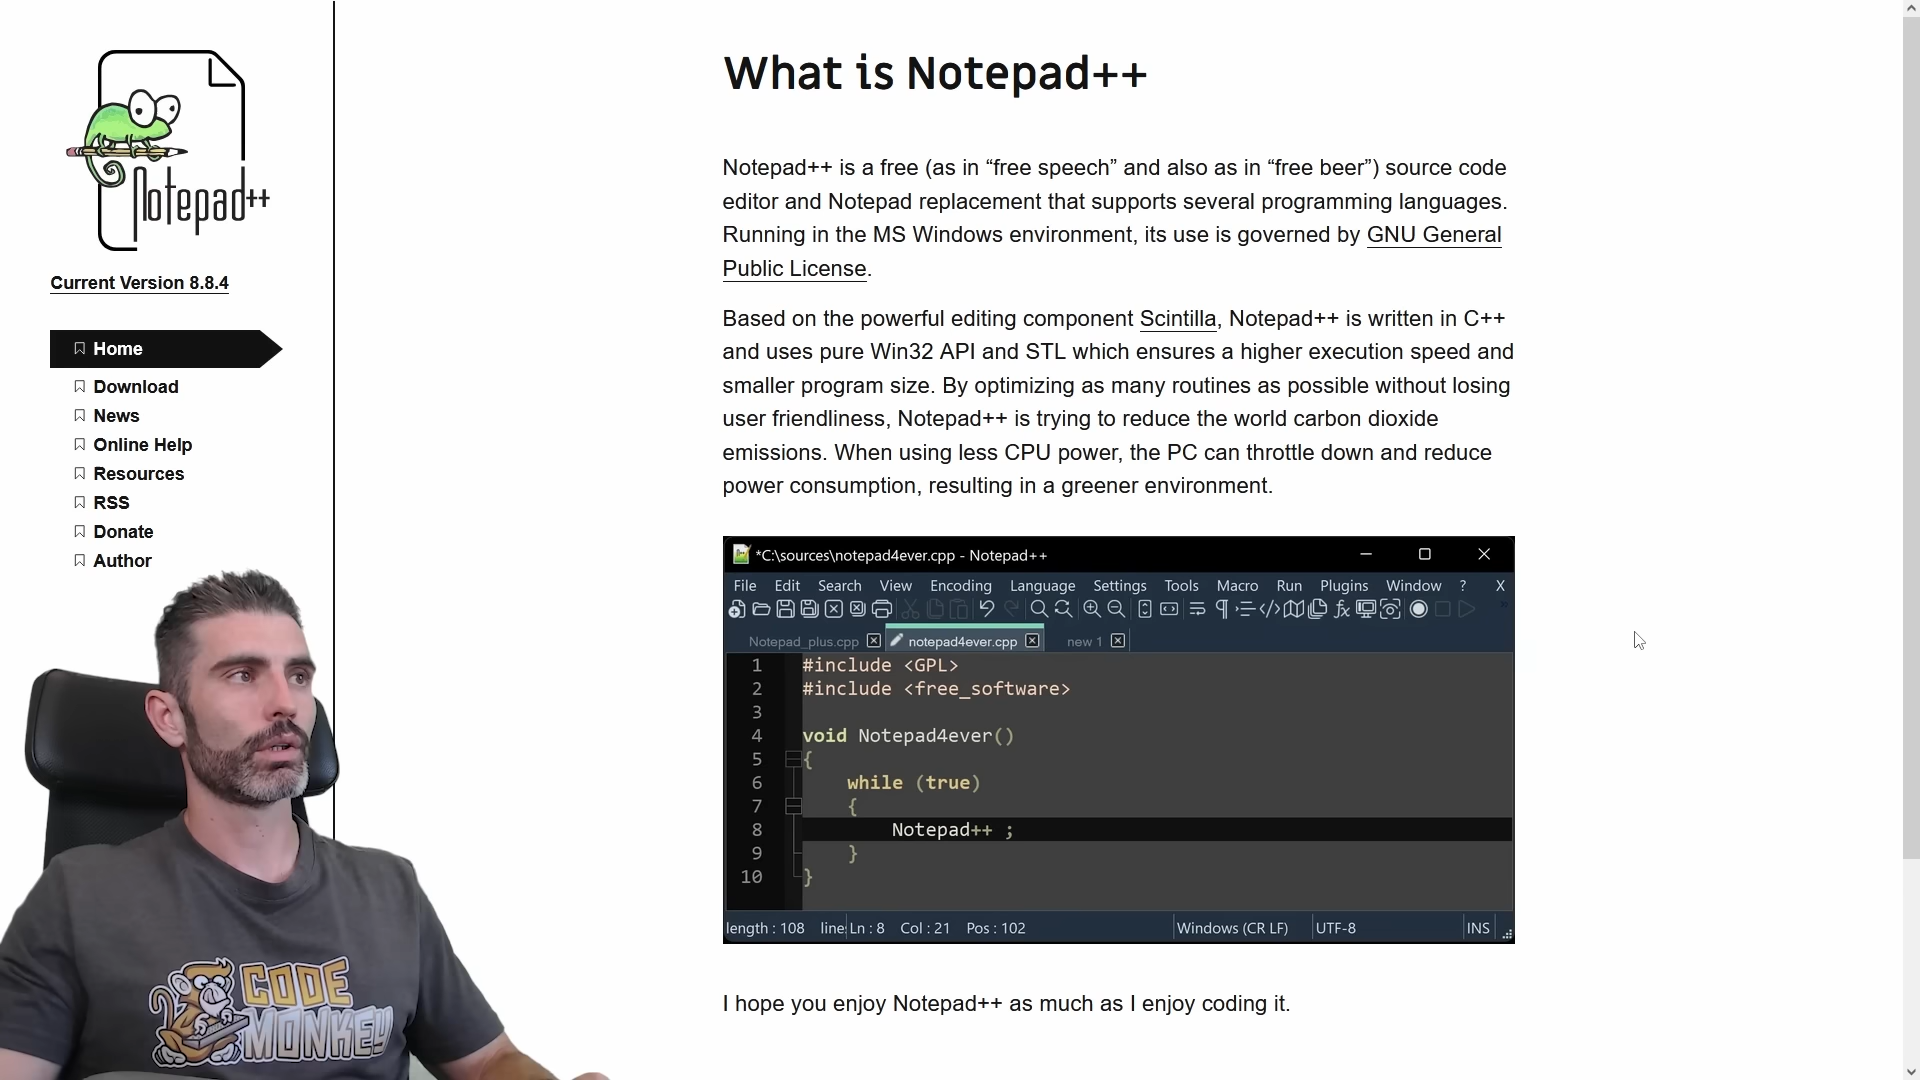 Notepad++
Current Version 8.8.4
Home
Download
News
Online Help
Resources
RSS
Donate
Author
What is Notepad++
Notepad++ is a free (as in “free speech” and also as in “free beer”) source code
editor and Notepad replacement that supports several programming languages.
Running in the MS Windows environment, its use is governed by GNU General
Public License.
Based on the powerful editing component Scintilla, Notepad++ is written in C++
and uses pure Win32 API and STL which ensures a higher execution speed and
smaller program size. By optimizing as many routines as possible without losing
user friendliness, Notepad++ is trying to reduce the world carbon dioxide
emissions. When using less CPU power, the PC can throttle down and reduce
power consumption, resulting in a greener environment.
*C:\sources\notepad4ever.cpp - Notepad++
File Edit Search View Encoding Language Settings Tools Macro Run Plugins Window ? X
Notepad_plus.cpp notepad4ever.cpp new 1
1 #include <GPL>
2 #include <free_software>
3
4 void Notepad4ever()
5 {
6 while (true)
7 {
8 Notepad++ ;
9 }
10 }
length : 108 line Ln : 8 Col : 21 Pos : 102 Windows (CR LF) UTF-8 INS
I hope you enjoy Notepad++ as much as I enjoy coding it.
CODE
MONKEY